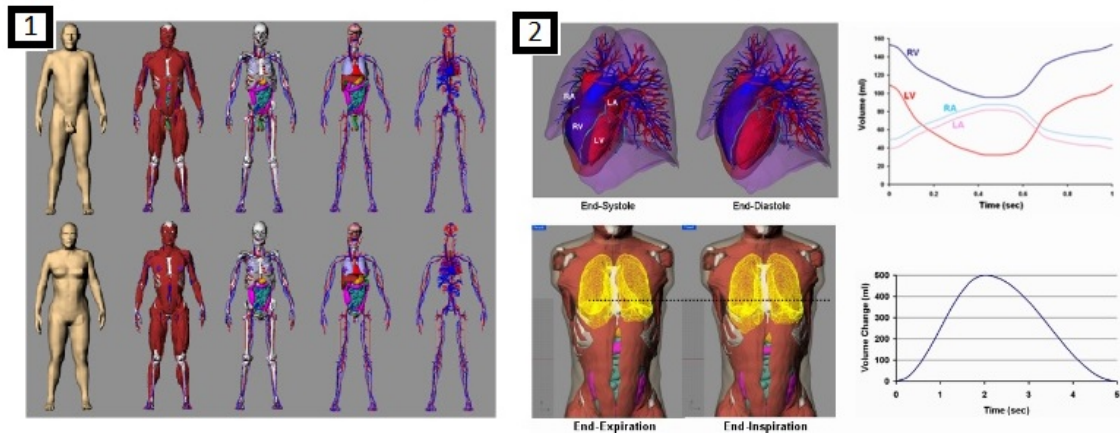 1
2
RA
LA
RV
LV
End-Systole
End-Diastole
Volume (ml)
160
140
120
100
80
60
40
20
0
RV
LV
RA
LA
0
0.2
0.4
0.6
0.8
1
Time (sec)
End-Expiration
End-Inspiration
Volume Change (ml)
500
400
300
200
100
0
0
1
2
3
4
5
Time (sec)